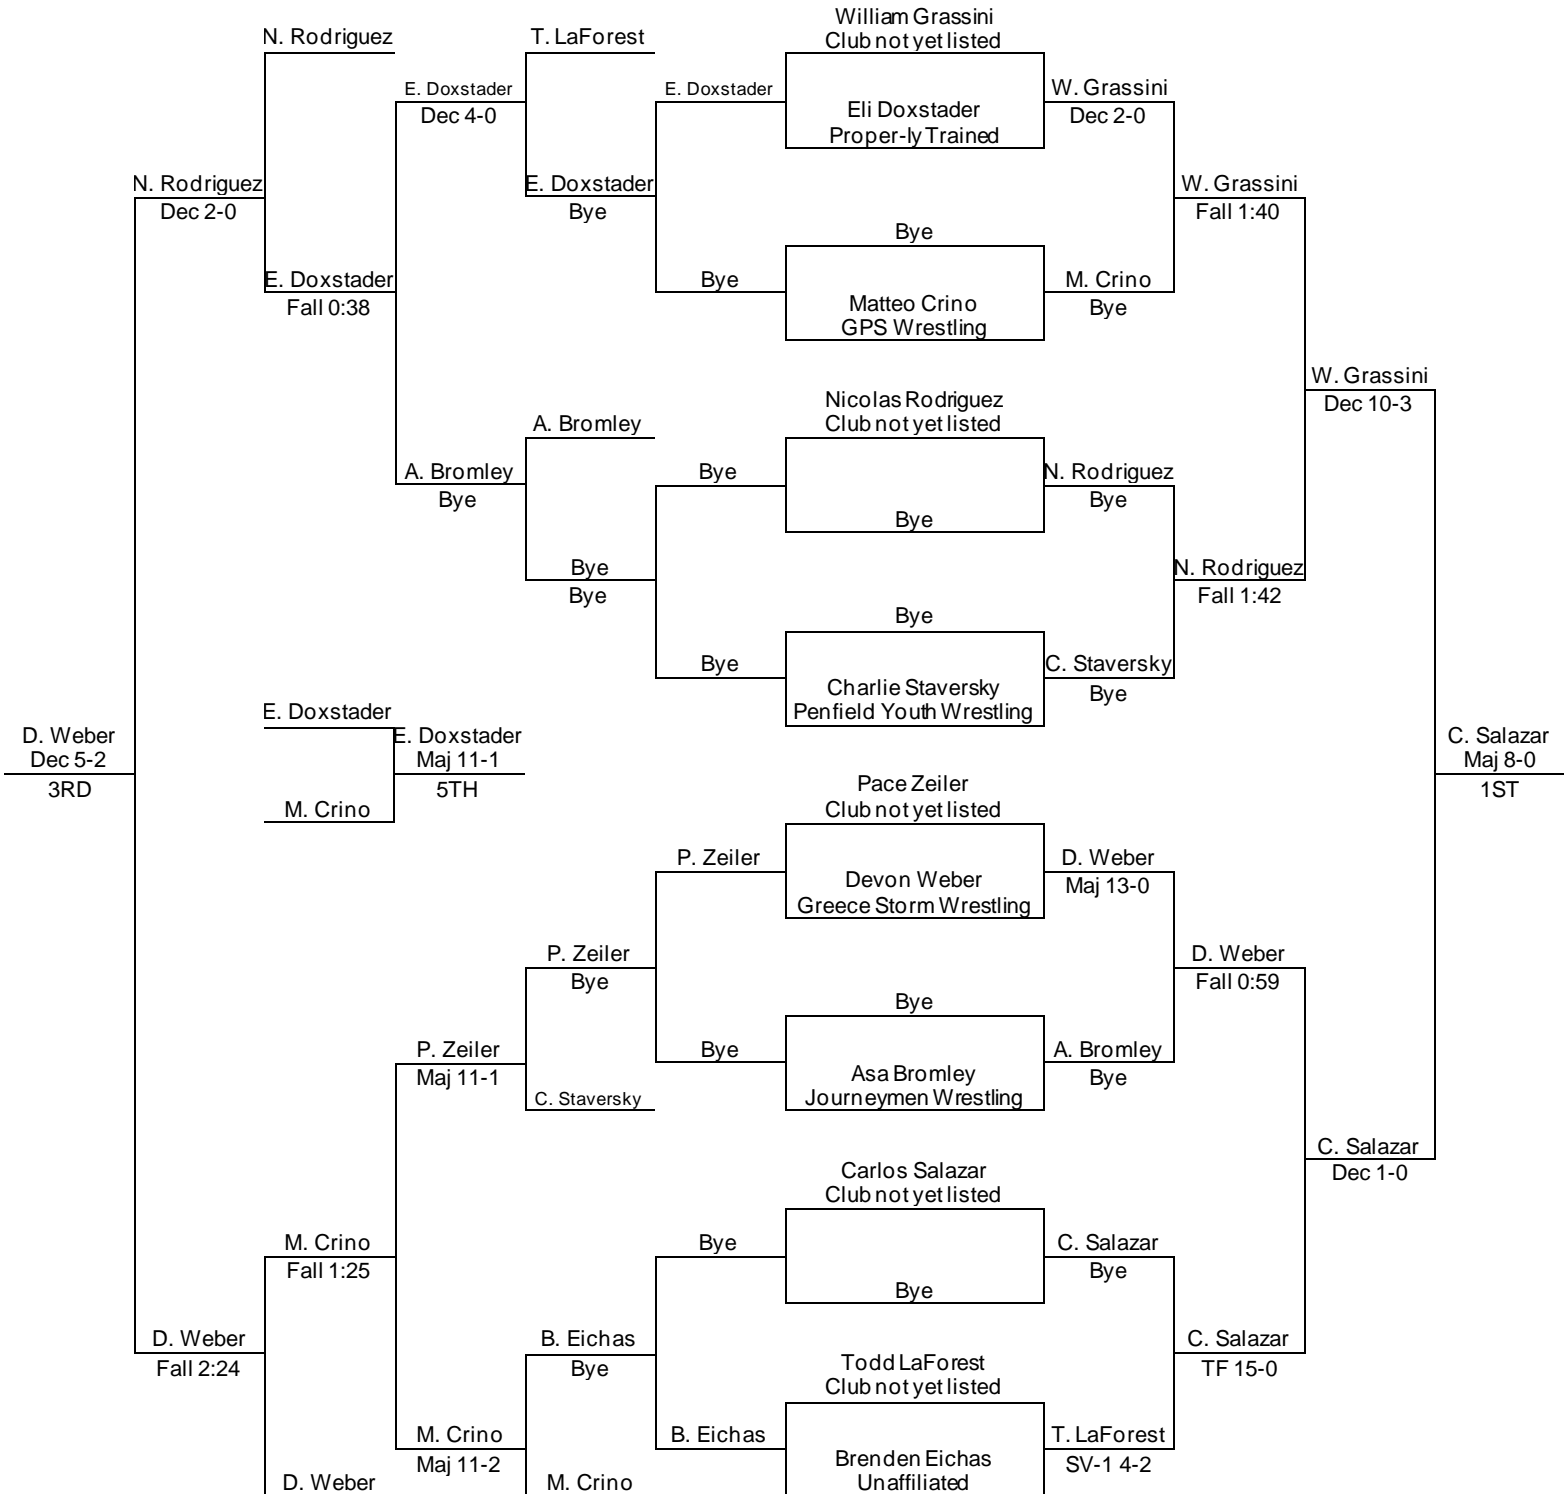 William Grassini
N. Rodriguez
T. LaForest
Club not yet listed
E. Doxstader
E. Doxstader
W. Grassini
Dec 4-0
Eli Doxstader
Dec 2-0
Proper-ly Trained
N. Rodriguez
E. Doxstader
W. Grassini
Dec 2-0
Bye
Fall 1:40
Bye
E. Doxstader
Bye
M. Crino
Fall 0:38
Matteo Crino
Bye
GPS Wrestling
W. Grassini
Nicolas Rodriguez
Dec 10-3
A. Bromley
Club not yet listed
A. Bromley
Bye
N. Rodriguez
Bye
Bye
Bye
Bye
N. Rodriguez
Bye
Fall 1:42
Bye
Bye
C. Staversky
Charlie Staversky
Bye
E. Doxstader
Penfield Youth Wrestling
D. Weber
E. Doxstader
C. Salazar
Dec 5-2
Maj 11-1
Maj 8-0
3RD
5TH
Pace Zeiler
1ST
M. Crino
Club not yet listed
P. Zeiler
D. Weber
Devon Weber
Maj 13-0
Greece Storm Wrestling
P. Zeiler
D. Weber
Bye
Fall 0:59
Bye
P. Zeiler
Bye
A. Bromley
Maj 11-1
Asa Bromley
Bye
C. Staversky
Journeymen Wrestling
C. Salazar
Carlos Salazar
Dec 1-0
Club not yet listed
M. Crino
Bye
C. Salazar
Fall 1:25
Bye
Bye
D. Weber
B. Eichas
C. Salazar
Fall 2:24
Bye
Todd LaForest
TF 15-0
Club not yet listed
M. Crino
B. Eichas
T. LaForest
Maj 11-2
Brenden Eichas
SV-1 4-2
D. Weber
M. Crino
Unaffiliated